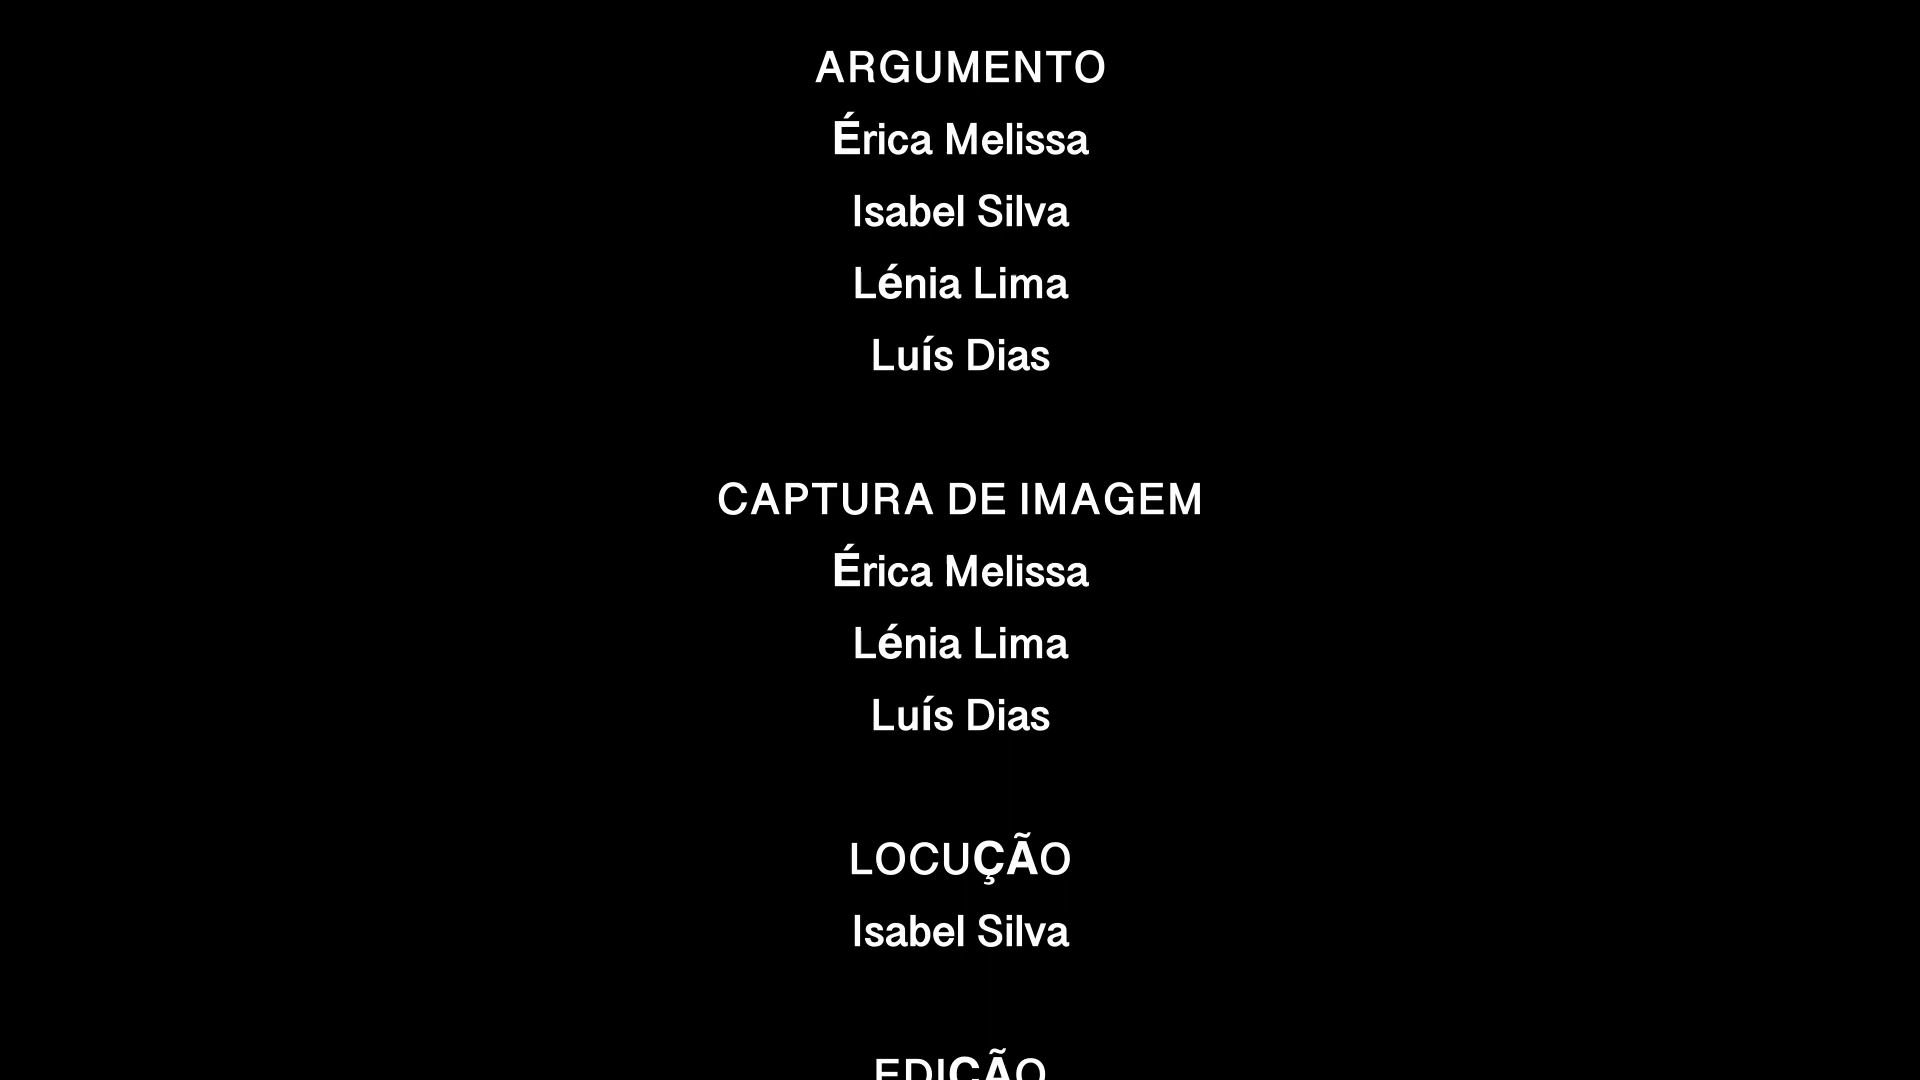 ARGUMENTO
Érica Melissa
Isabel Silva
Lénia Lima
Luís Dias
CAPTURA DE IMAGEM
Érica Melissa
Lénia Lima
Luís Dias
LOCUÇÃO
Isabel Silva
EDIÇÃO